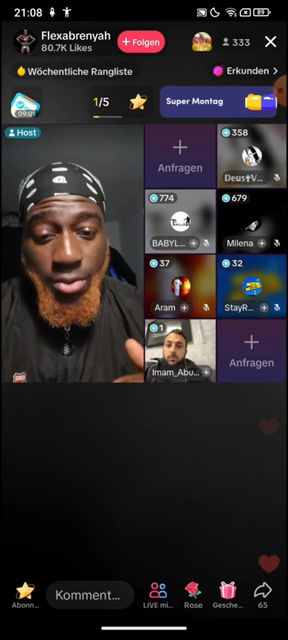 21:08
89
Flexabrenyah
80.7K Likes
+ Folgen
333
Wöchentliche Rangliste
Erkunden >
09:01
1/5
Super Montag
Host
Anfragen
358
Deus✝V...
774
BABYL...
679
Milena
37
Aram
32
StayR...
1
Imam_Abu...
Anfragen
Abonn...
Komment...
LIVE mi...
Rose
Gesche...
65